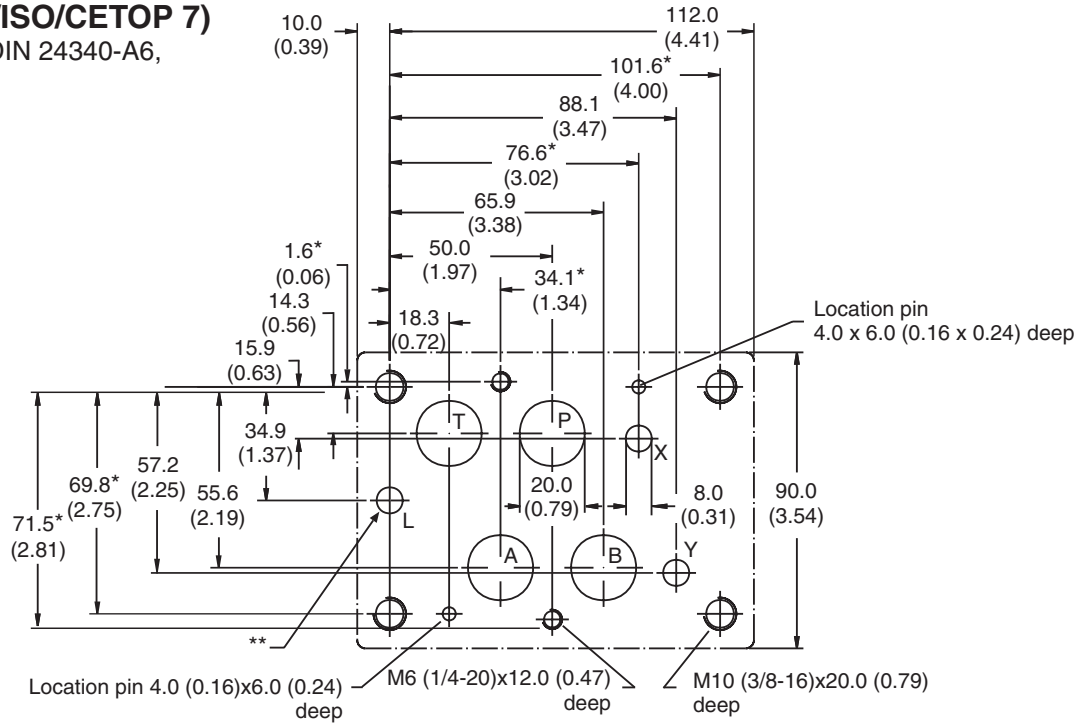 /ISO/CETOP 7)
DIN 24340-A6,
10.0
(0.39)
112.0
(4.41)
101.6*
(4.00)
88.1
(3.47)
76.6*
(3.02)
65.9
(3.38)
50.0
(1.97)
1.6*
(0.06)
34.1*
(1.34)
14.3
(0.56)
18.3
(0.72)
15.9
(0.63)
Location pin
4.0 x 6.0 (0.16 x 0.24) deep
T
P
X
34.9
(1.37)
57.2
(2.25)
69.8*
(2.75)
55.6
(2.19)
71.5*
(2.81)
20.0
(0.79)
8.0
(0.31)
90.0
(3.54)
L
A
B
Y
**
Location pin 4.0 (0.16)x6.0 (0.24)
deep
M6 (1/4-20)x12.0 (0.47)
deep
M10 (3/8-16)x20.0 (0.79)
deep